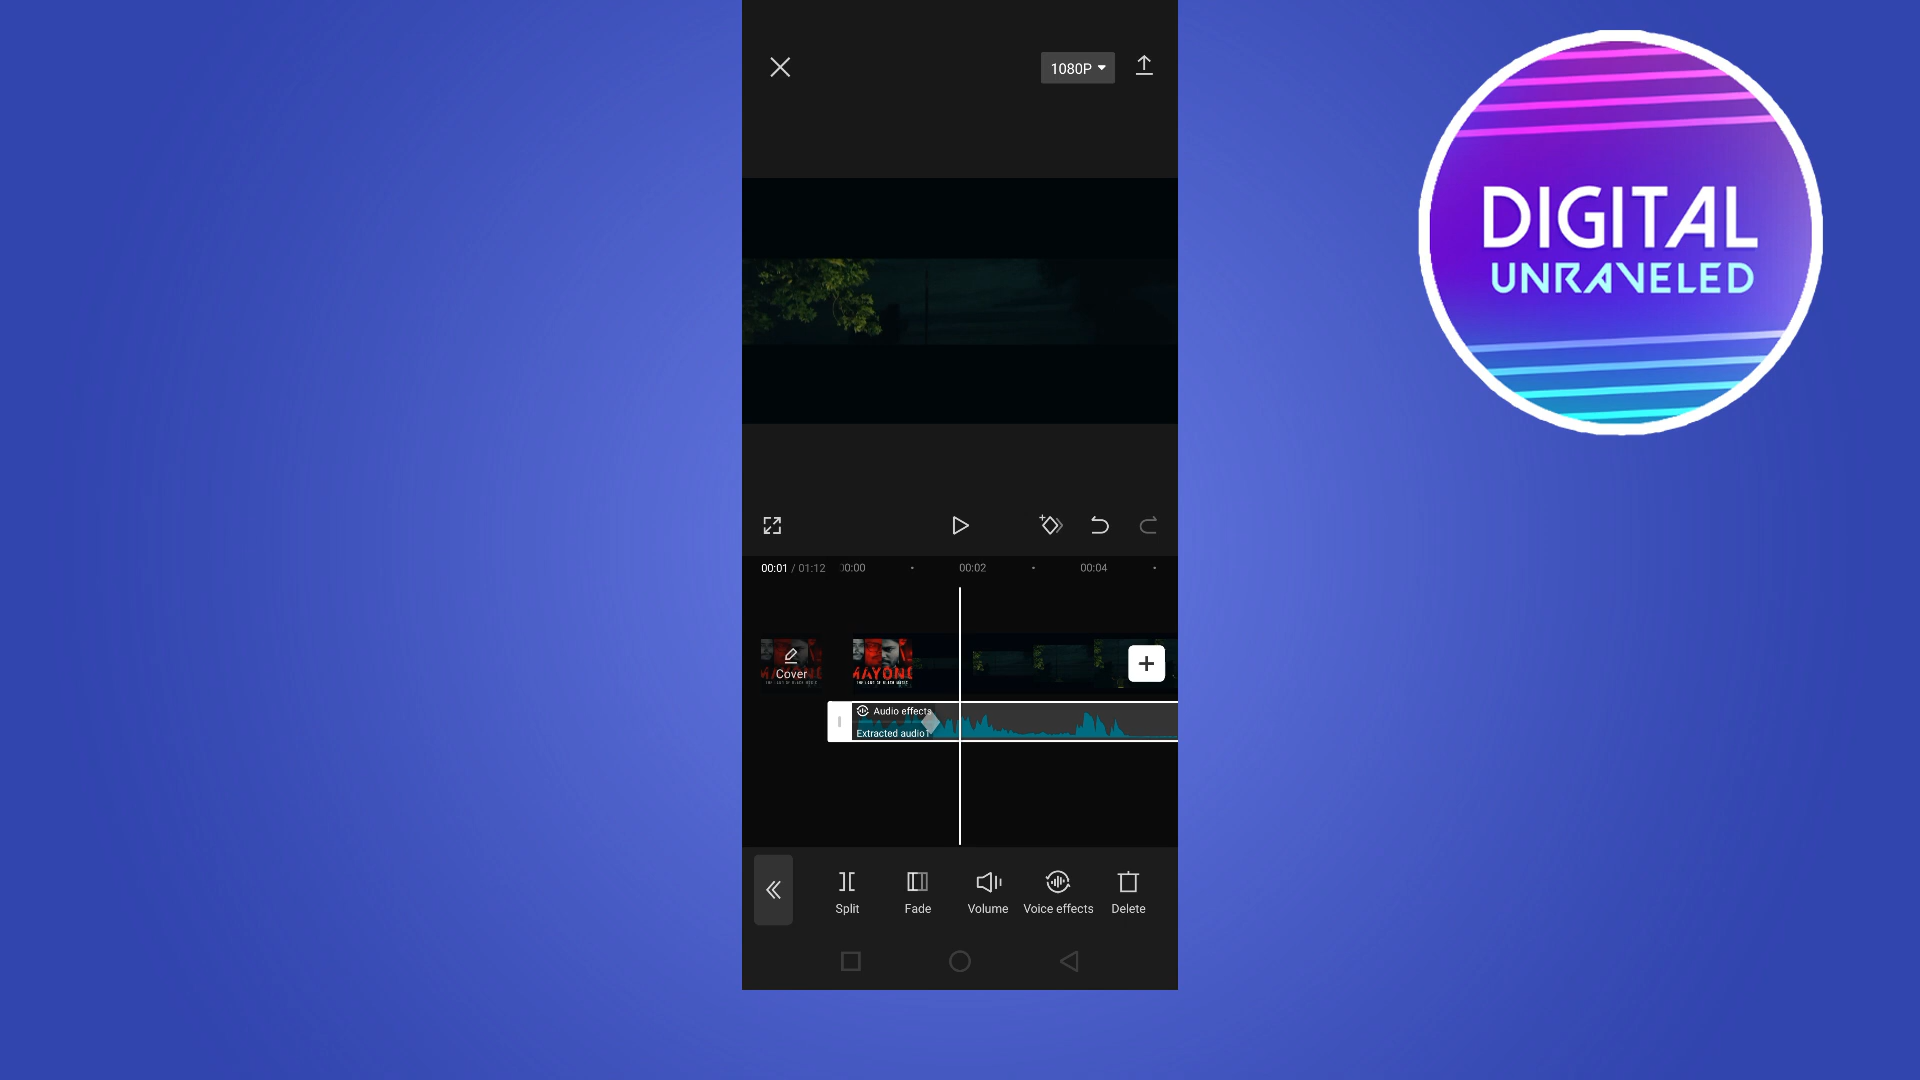 1080P
DIGITAL
UNRAVELED
00:01 / 01:12
00:00
00:02
00:04
Cover
MAYONE
Audio effects
Extracted audio1
Split
Fade
Volume
Voice effects
Delete